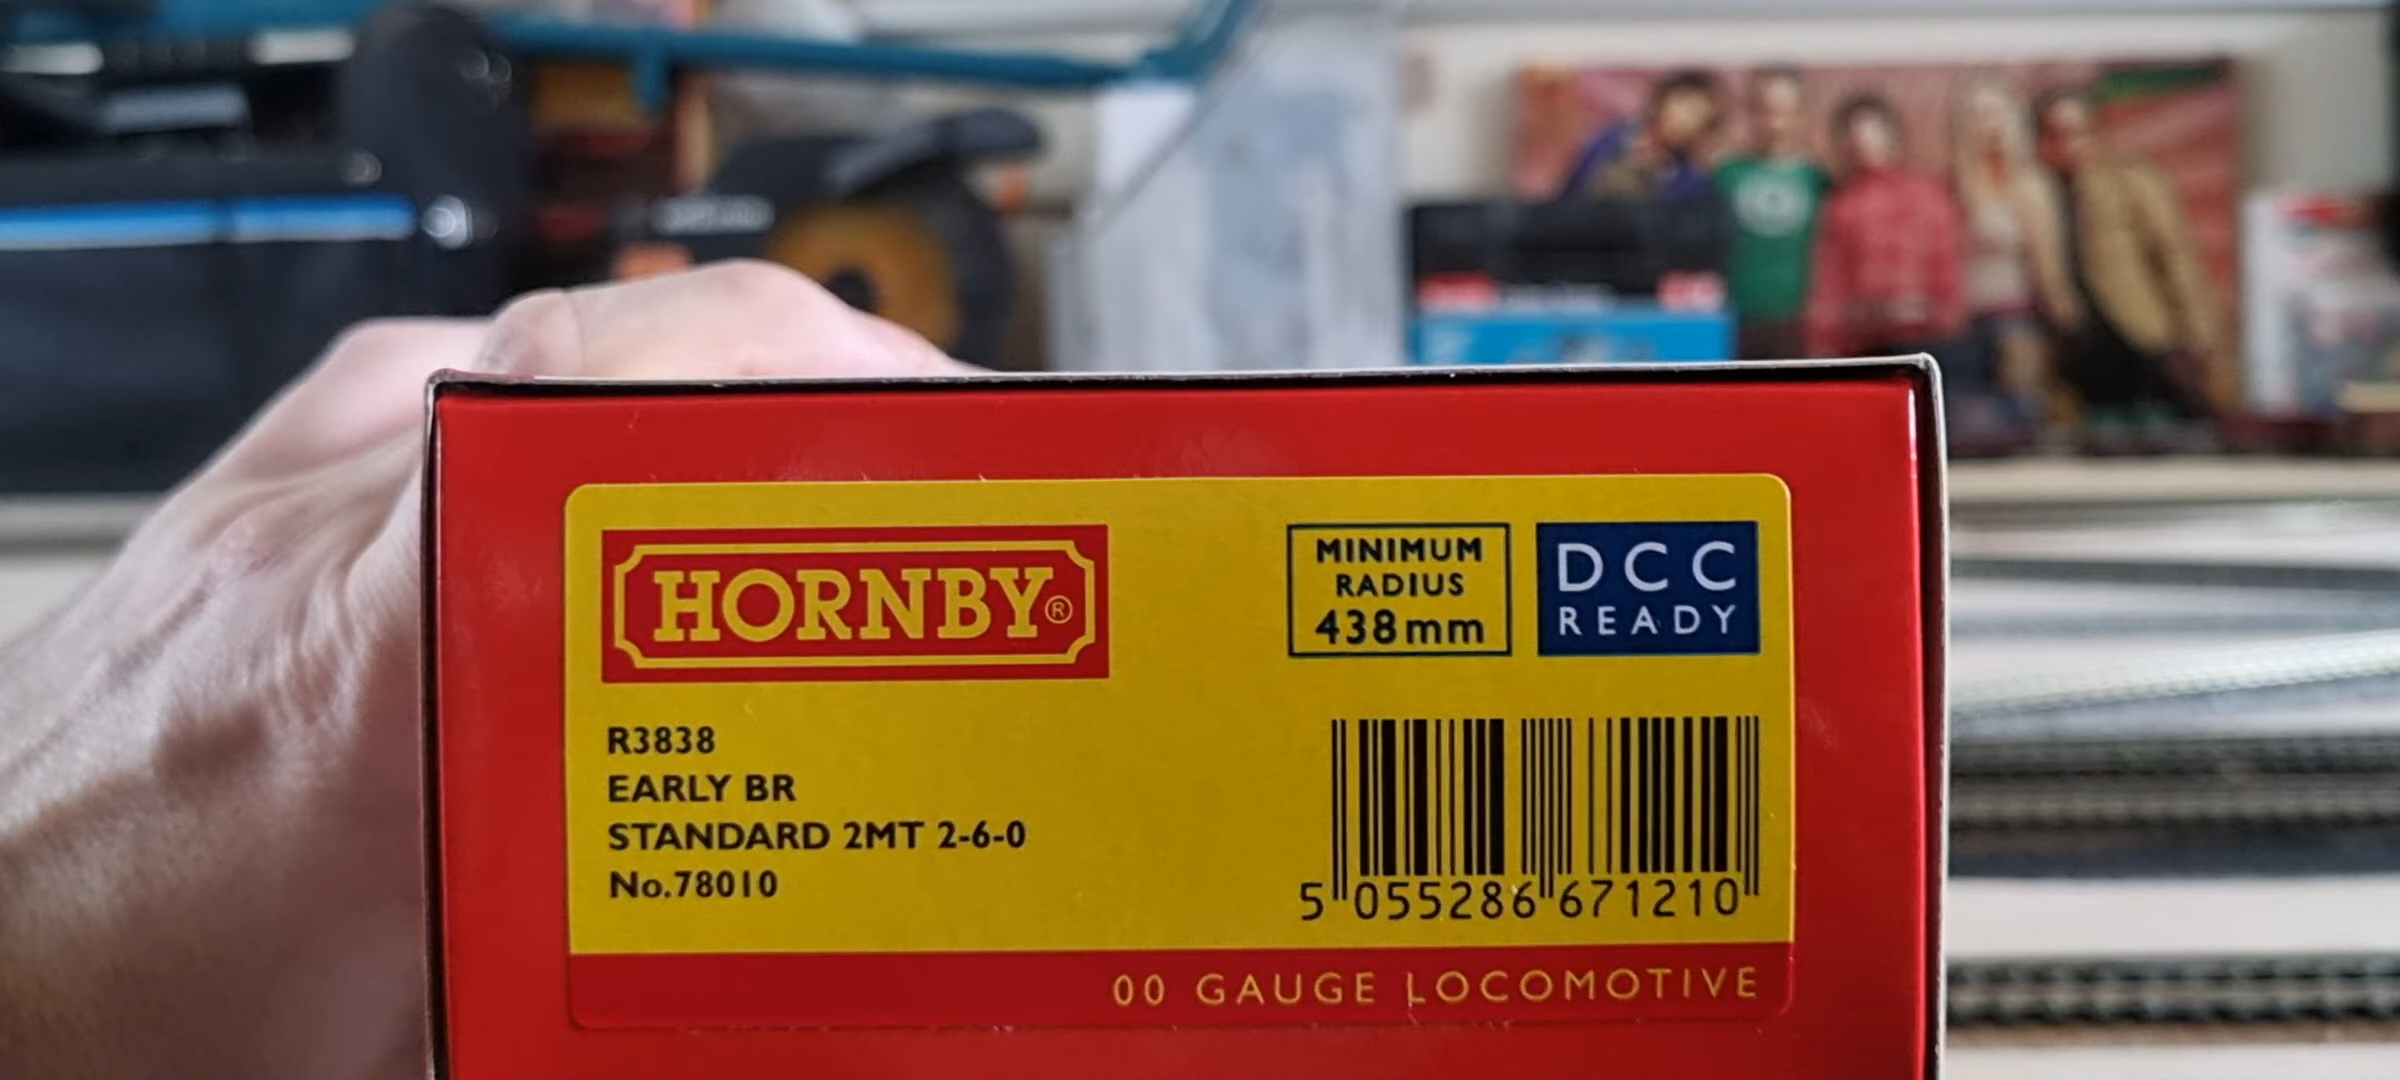 HORNBY®
MINIMUM
RADIUS
438mm
DCC
READY
R3838
EARLY BR
STANDARD 2MT 2-6-0
No.78010
5 055286 671210
00 GAUGE LOCOMOTIVE